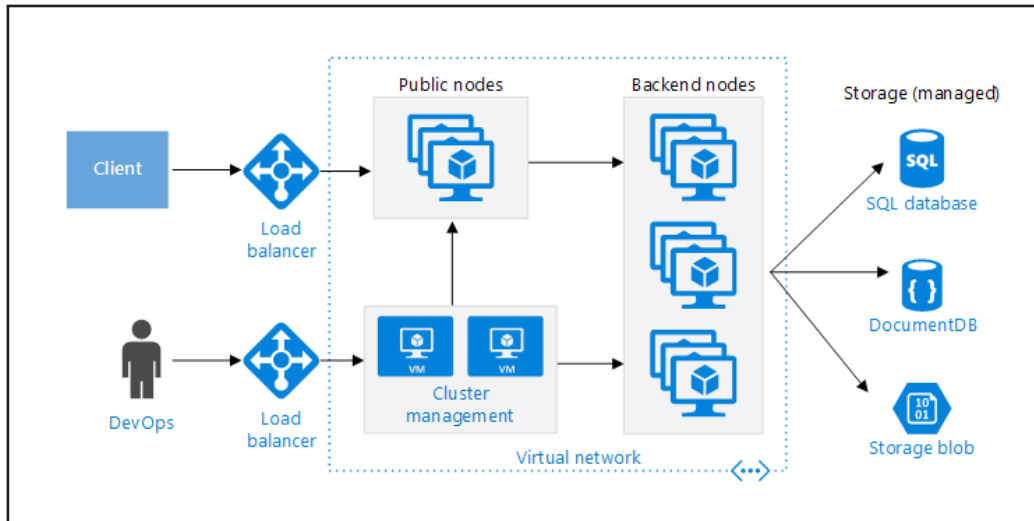 Public nodes
Backend nodes
Storage (managed)
Client
SQL
SQL database
Load
balancer
{ }
DocumentDB
VM
VM
Cluster
management
DevOps
Load
balancer
10
01
Storage blob
Virtual network